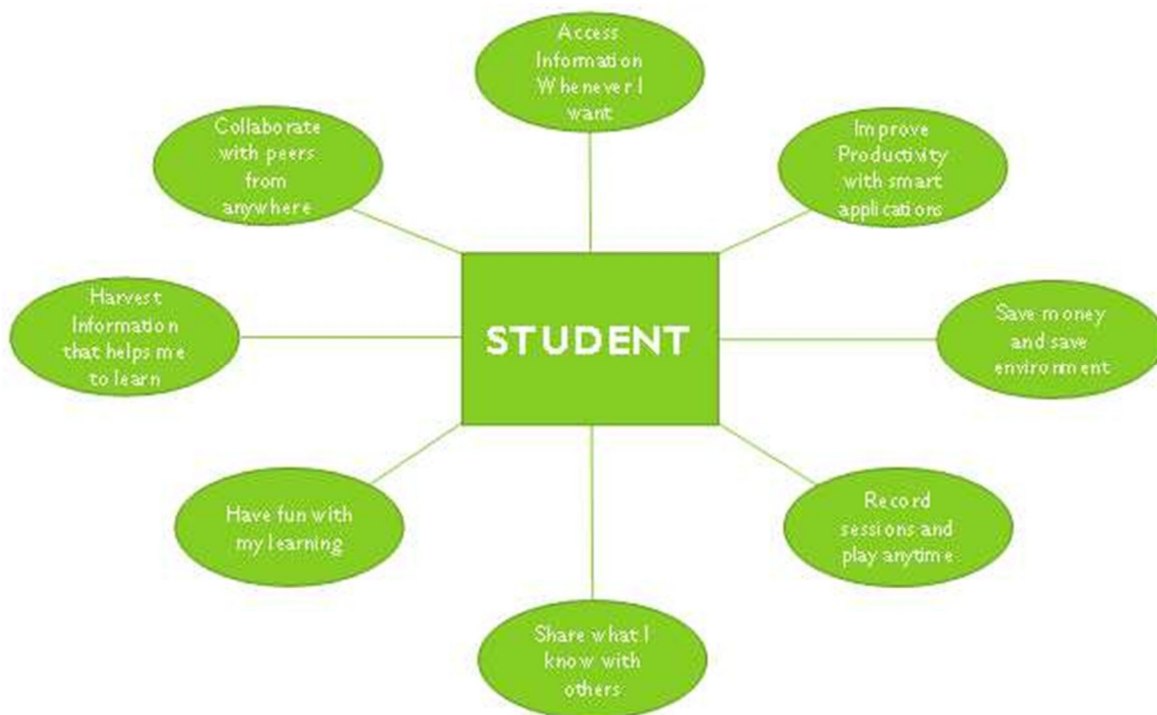 Access
Information
Whenever I
want
Collaborate
with peers
from
anywhere
Improve
Productivity
with smart
applications
Harvest
Information
that helps me
to learn
STUDENT
Save money
and save
environment
Have fun with
my learning
Record
sessions and
play anytime
Share what I
know with
others